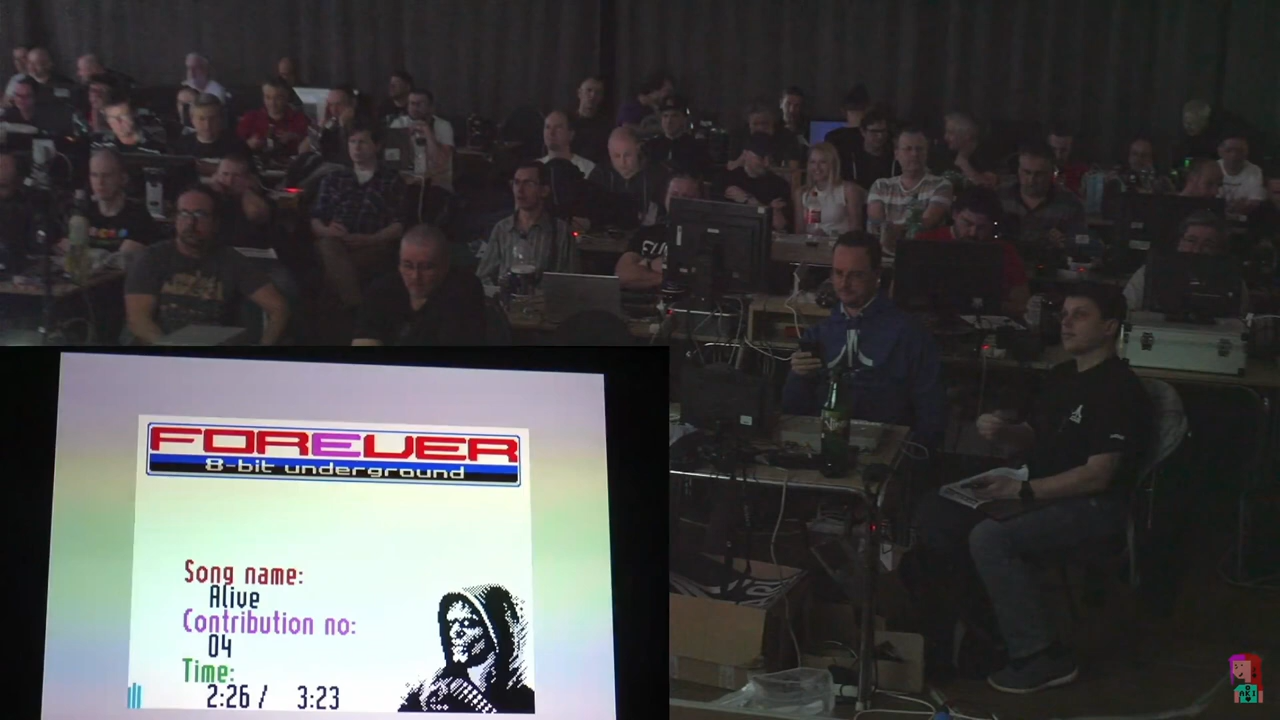 FOREVER
8-bit underground
Song name:
Alive
Contribution no:
04
Time:
2:26 / 3:23